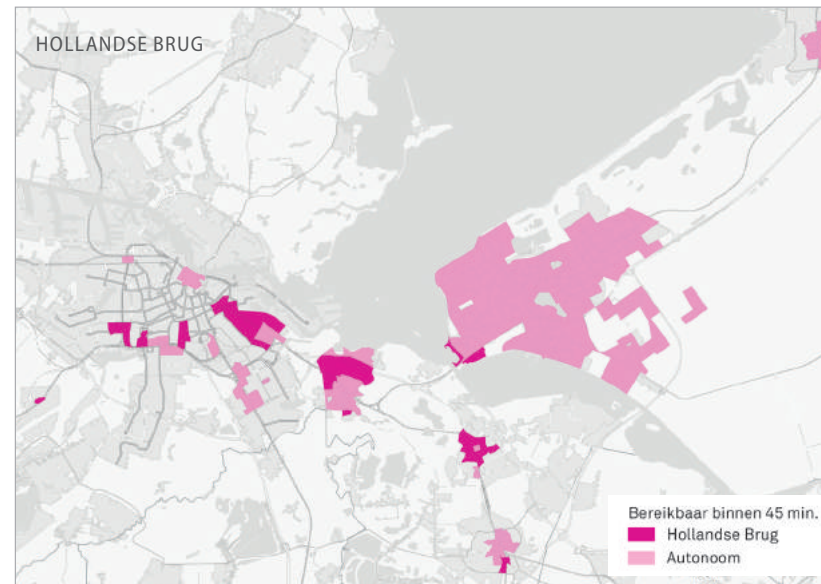 HOLLANDSE BRUG
Bereikbaar binnen 45 min.
Hollandse Brug
Autonoom